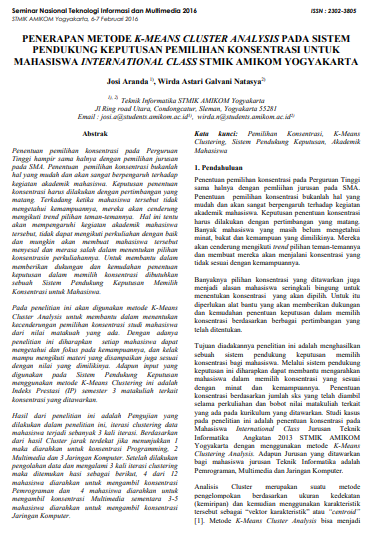 Seminar Nasional Teknologi Informasi dan Multimedia 2016
ISSN : 2302-3805
STMIK AMIKOM Yogyakarta, 6-7 Februari 2016
PENERAPAN METODE K-MEANS CLUSTER ANALYSIS PADA SISTEM
PENDUKUNG KEPUTUSAN PEMILIHAN KONSENTRASI UNTUK
MAHASISWA INTERNATIONAL CLASS STMIK AMIKOM YOGYAKARTA
Josi Aranda 1), Wirda Astari Galvani Natasya2)
1), 2) Teknik Informatika STMIK AMIKOM Yogyakarta
Jl Ring road Utara, Condongcatur, Sleman, Yogyakarta 55281
Email : josi.a@students.amikom.ac.id1), wirda.n@students.amikom.ac.id2)
Abstrak
Penentuan pemilihan konsentrasi pada Perguruan
Tinggi hampir sama halnya dengan pemilihan jurusan
pada SMA. Penentuan pemilihan konsentrasi bukanlah
hal yang mudah dan akan sangat berpengaruh terhadap
kegiatan akademik mahasiswa. Keputusan penentuan
konsentrasi harus dilakukan dengan pertimbangan yang
matang. Terkadang ketika mahasiswa tersebut tidak
mengetahui kemampuannya, mereka akan cenderung
mengikuti trend pilihan teman-temannya. Hal ini tentu
akan mempengaruhi kegiatan akademik mahasiswa
tersebut, tidak dapat mengikuti perkuliahan dengan baik
dan mungkin akan membuat mahasiswa tersebut
menyesal dan merasa salah dalam menentukan pilihan
konsentrasin perkuliahannya. Untuk membantu dalam
memberikan dukungan dan kemudahan penentuan
keputusan dalam memilih konsentrasi dibutuhkan
sebuah Sistem Pendukung Keputusan Memilih
Konsentrasi untuk Mahasiswa.
Pada penelitian ini akan digunakan metode K-Means
Cluster Analysis untuk membantu dalam menentukan
kecenderungan pemilihan konsentrasi studi mahasiswa
dari nilai matakuah yang ada. Dengan adanya
penelitian ini diharapkan setiap mahasiswa dapat
mengetahui dan fokus pada kemampuannya, dan kelak
mampu mengikuti materi yang disampaikan juga sesuai
dengan nilai yang dimilikinya. Adapun input yang
digunakan pada Sistem Pendukung Keputusan
menggunakan metode K-Means Clustering ini adalah
Indeks Prestasi (IP) semester 3 matakuliah terkait
konsentrasi yang ditawarkan.
Hasil dari penelitian ini adalah Pengujian yang
dilakukan dalam penelitian ini, iterasi clustering data
mahasiswa terjadi sebanyak 3 kali iterasi. Berdasarkan
dari hasil Cluster jarak terdekat jika menunjukkan 1
maka diarahkan untuk konsentrasi Programming, 2
Multimedia dan 3 Jaringan Komputer. Setelah dilakukan
pengolahan data dan mengalami 3 kali iterasi clustering
maka ditemukan hasi sebagai berikut, 4 dari 12
mahasiswa diarahkan untuk mengambil konsentrasi
Pemrograman dan 4 mahasiswa diarahkan untuk
mengambil konsentrasi Multimedia sementara 3-5
mahasiswa diarahkan untuk mengambil konsentrasi
Jaringan Komputer.
Kata kunci: Pemilihan Konsentrasi, K-Means
Clustering, Sistem Pendukung Keputusan, Akademik
Mahasiswa
1. Pendahuluan
Penentuan pemilihan konsentrasi pada Perguruan Tinggi
sama halnya dengan pemliihan jurusan pada SMA.
Penentuan pemilihan konsentrasi bukanlah hal yang
mudah dan akan sangat berpengaruh terhadap kegiatan
akademik mahasiswa. Keputusan penentuan konsentrasi
harus dilakukan dengan pertimbangan yang matang.
Banyak mahasiswa yang masih belum mengetahui
minat, bakat dan kemampuan yang dimilikinya. Mereka
akan cenderung mengikuti trend pilihan teman-temannya
dan membuat mereka akan menjalani konsentrasi yang
tidak sesuai dengan kemampuannya.
Banyaknya pilihan konsentrasi yang ditawarkan juga
menjadi alasan mahasiswa seringkali bingung untuk
menentukan konsentrasi yang akan dipilih. Untuk itu
diperlukan alat bantu yang akan memberikan dukungan
dan kemudahan penentuan keputusan dalam memilih
konsentrasi berdasarkan berbagai pertimbangan yang
telah ditentukan.
Tujuan diadakannya penelitian ini adalah menghasilkan
sebuah sistem pendukung keputusan memilih
konsentrasi bagi mahasiswa. Melalui sistem pendukung
keputusan ini diharapkan dapat membantu mengarahkan
mahasiswa dalam memilih konsentrasi yang sesuai
dengan minat dan kemampuannya. Penentuan
konsentrasi berdasarkan jumlah sks yang telah diambil
selama perkuliahan dan bobot nilai matakuliah terkait
yang ada pada kurikulum yang ditawarkan. Studi kasus
pada penelitian ini adalah penentuan konsentrasi pada
Mahasiswa International Class Jurusan Teknik
Informatika Angkatan 2013 STMIK AMIKOM
Yogyakarta dengan menggunakan metode K-Means
Clustering Analysis. Adapun Jurusan yang ditawarkan
bagi mahasiswa jurusan Teknik Informatika adalah
Pemrograman, Multimedia dan Jaringan Komputer.
Analisis Cluster merupakan suatu metode
pengelompokan berdasarkan ukuran kedekatan
(kemiripan) dan kemudian menggunakan karakteristik
tersebut sebagai "vektor karakteristik" atau "centroid"
[1]. Metode K-Means Cluster Analysis bisa menjadi